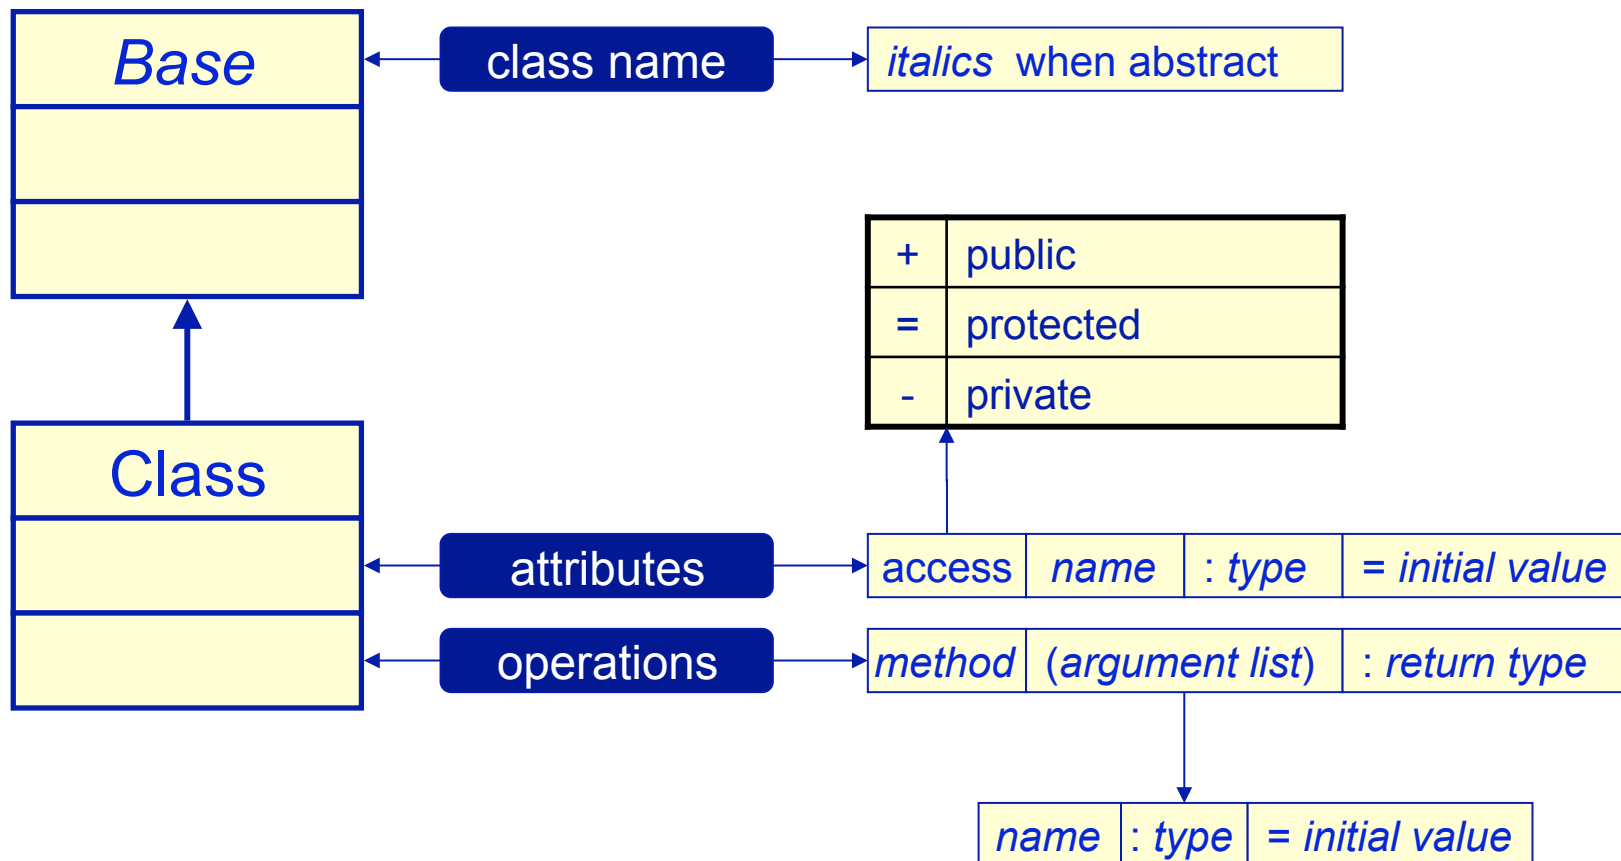 Base
class name
italics when abstract
+ public
= protected
- private
Class
attributes
access name : type = initial value
operations
method (argument list) : return type
name : type = initial value